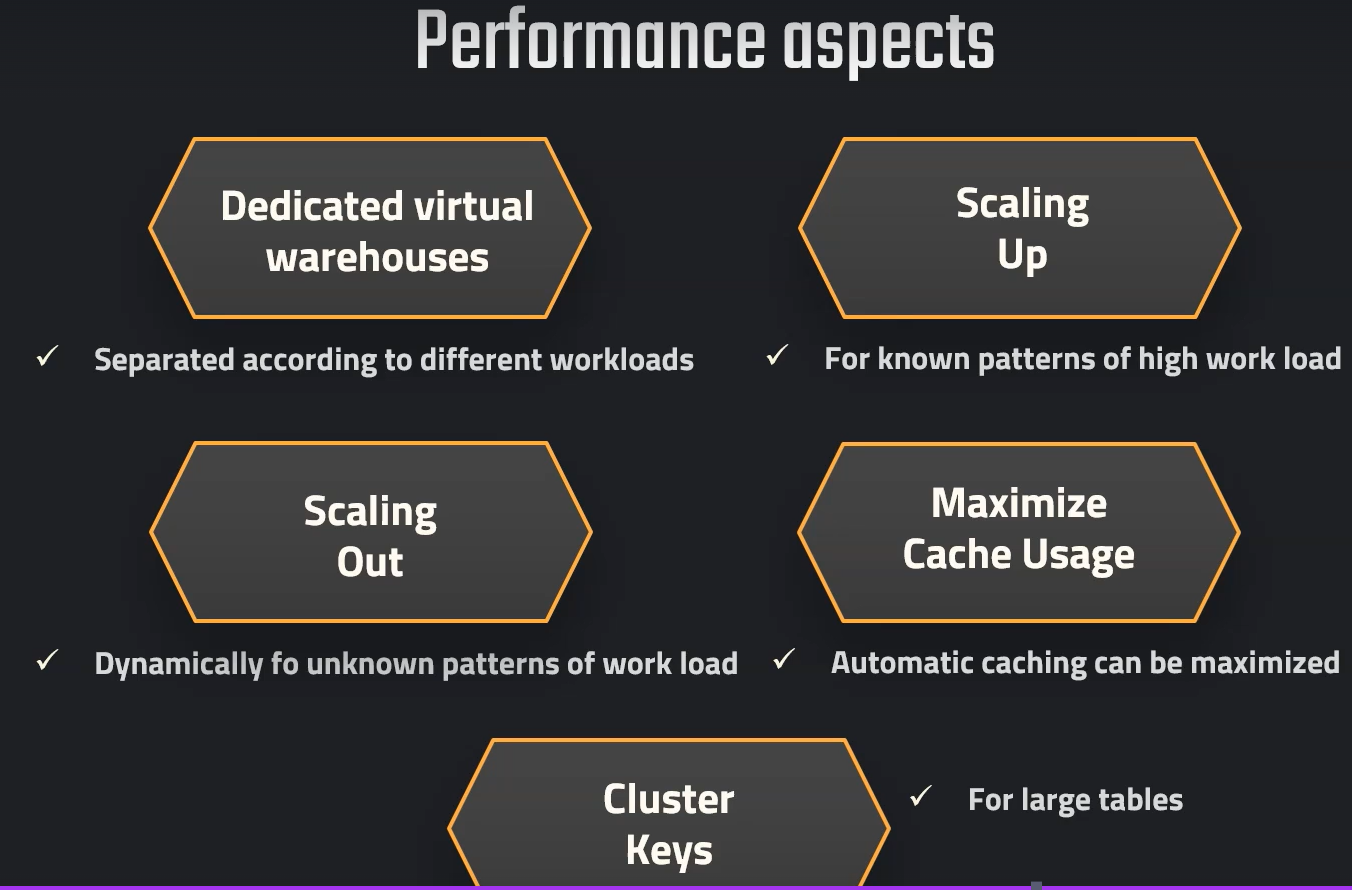 Performance aspects
Dedicated virtual
warehouses
Scaling
Up
✓ Separated according to different workloads
✓ For known patterns of high work load
Scaling
Out
Maximize
Cache Usage
✓ Dynamically fo unknown patterns of work load
✓ Automatic caching can be maximized
Cluster
Keys
✓ For large tables